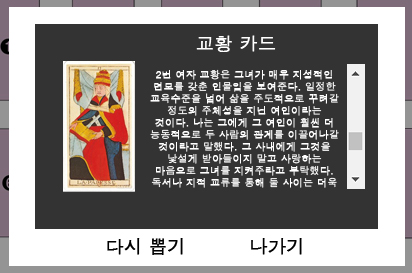 교황 카드
2번 여자 교황은 그녀가 매우 지성적인
면모를 갖춘 인물임을 보여준다. 일정한
교육수준을 넘어 삶을 주도적으로 꾸려갈
정도의 주체성을 지닌 여인이라는
것이다. 나는 그에게 그 여인이 훨씬 더
능동적으로 두 사람의 관계를 이끌어나갈
것이라고 말했다. 그 사내에게 그것을
낯설게 받아들이지 말고 사랑하는
마음으로 그녀를 지켜주라고 부탁했다.
독서나 지적 교류를 통해 둘 사이는 더욱
다시 뽑기
나가기